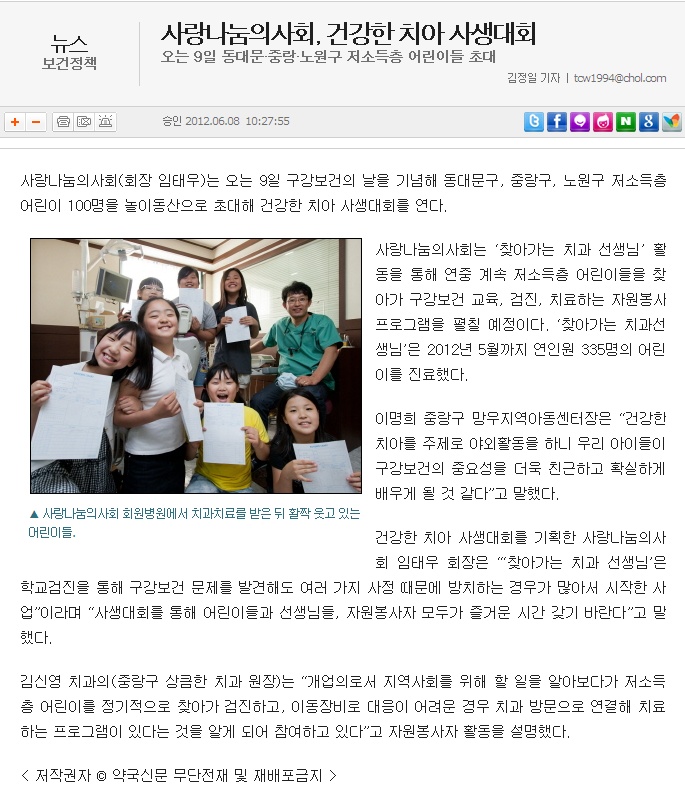 뉴스
보건정책
사랑나눔의사회, 건강한 치아 사생대회
오는 9일 동대문·중랑·노원구 저소득층 어린이들 초대
김정일 기자 | tcw1994@chol.com
승인 2012.06.08 10:27:55
사랑나눔의사회(회장 임태우)는 오는 9일 구강보건의 날을 기념해 동대문구, 중랑구, 노원구 저소득층
어린이 100명을 놀이동산으로 초대해 건강한 치아 사생대회를 연다.
사랑나눔의사회는 ‘찾아가는 치과 선생님’ 활
동을 통해 연중 계속 저소득층 어린이들을 찾
아가 구강보건 교육, 검진, 치료하는 자원봉사
프로그램을 펼칠 예정이다. ‘찾아가는 치과선
생님’은 2012년 5월까지 연인원 335명의 어린
이를 진료했다.
이명희 중랑구 망우지역아동센터장은 “건강한
치아를 주제로 야외활동을 하니 우리 아이들이
구강보건의 중요성을 더욱 친근하고 확실하게
배우게 될 것 같다”고 말했다.
▲ 사랑나눔의사회 회원병원에서 치과치료를 받은 뒤 활짝 웃고 있는
어린이들.
건강한 치아 사생대회를 기획한 사랑나눔의사
회 임태우 회장은 “‘찾아가는 치과 선생님’은
학교검진을 통해 구강보건 문제를 발견해도 여러 가지 사정 때문에 방치하는 경우가 많아서 시작한 사
업”이라며 “사생대회를 통해 어린이들과 선생님들, 자원봉사자 모두가 즐거운 시간 갖기 바란다”고 말
했다.
김신영 치과의(중랑구 상큼한 치과 원장)는 “개업의로서 지역사회를 위해 할 일을 알아보다가 저소득
층 어린이를 정기적으로 찾아가 검진하고, 이동장비로 대응이 어려운 경우 치과 방문으로 연결해 치료
하는 프로그램이 있다는 것을 알게 되어 참여하고 있다”고 자원봉사자 활동을 설명했다.
< 저작권자 © 약국신문 무단전재 및 재배포금지 >